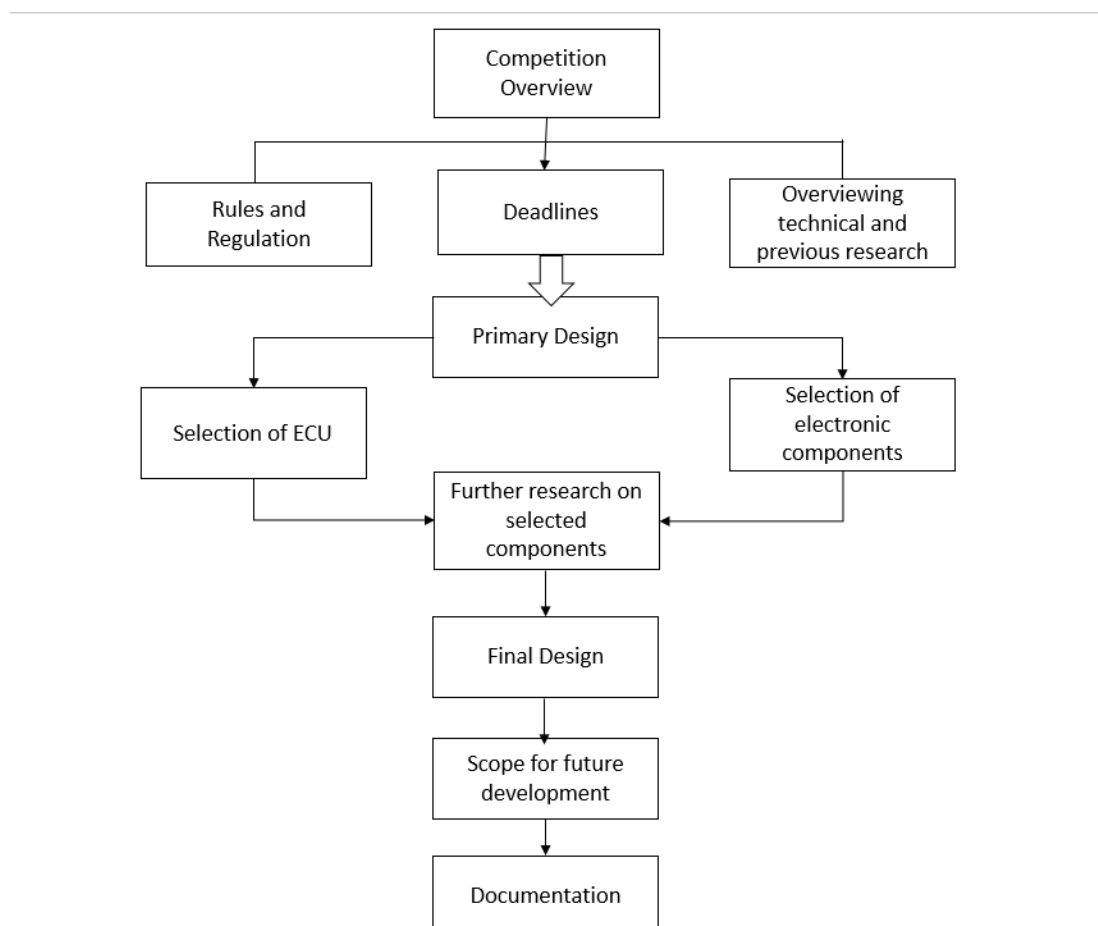 Competition
Overview
Rules and
Regulation
Deadlines
Overviewing
technical and
previous research
Primary Design
Selection of ECU
Selection of
electronic
components
Further research on
selected
components
Final Design
Scope for future
development
Documentation